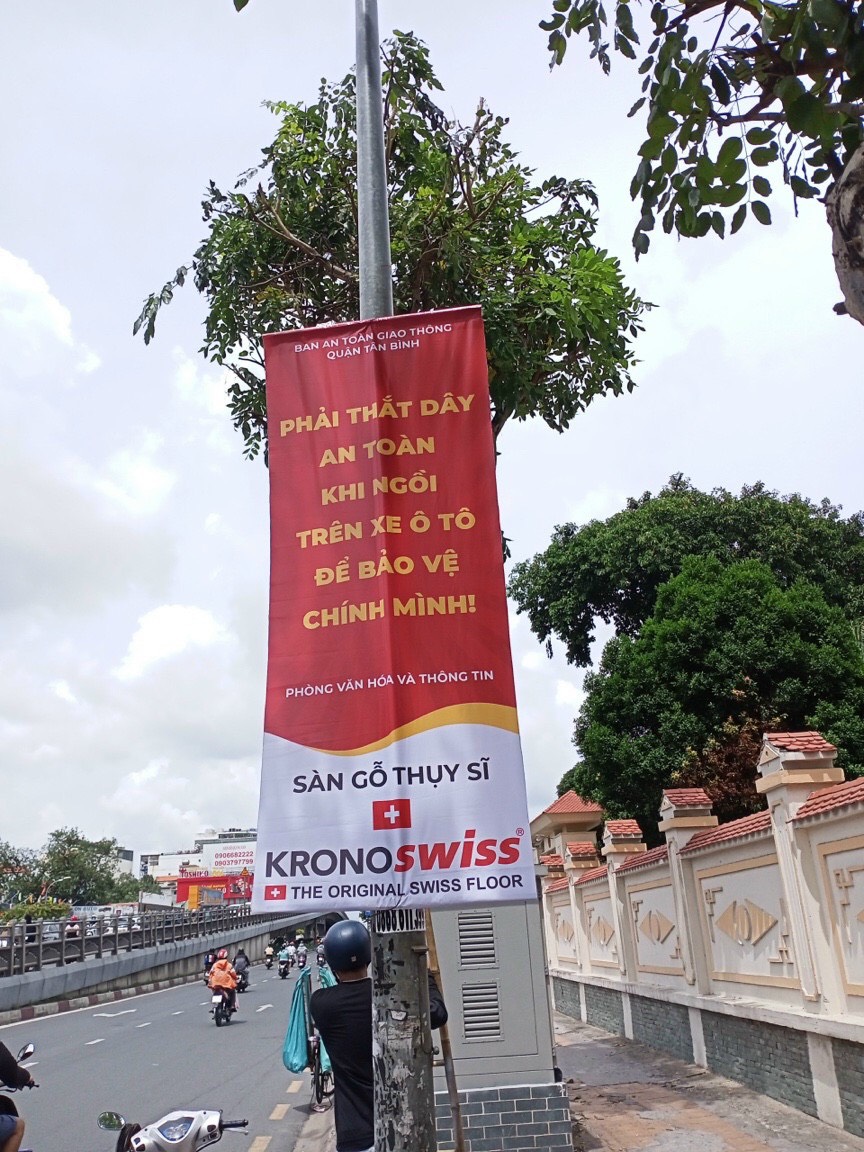 BAN AN TOÀN GIAO THÔNG
QUẬN TÂN BÌNH
PHẢI THẮT DÂY
AN TOÀN
KHI NGỒI
TRÊN XE Ô TÔ
ĐỂ BẢO VỆ
CHÍNH MÌNH!
PHÒNG VĂN HÓA VÀ THÔNG TIN
SÀN GỖ THỤY SĨ
KRONOSWISS®
THE ORIGINAL SWISS FLOOR
0906682222
0903797799